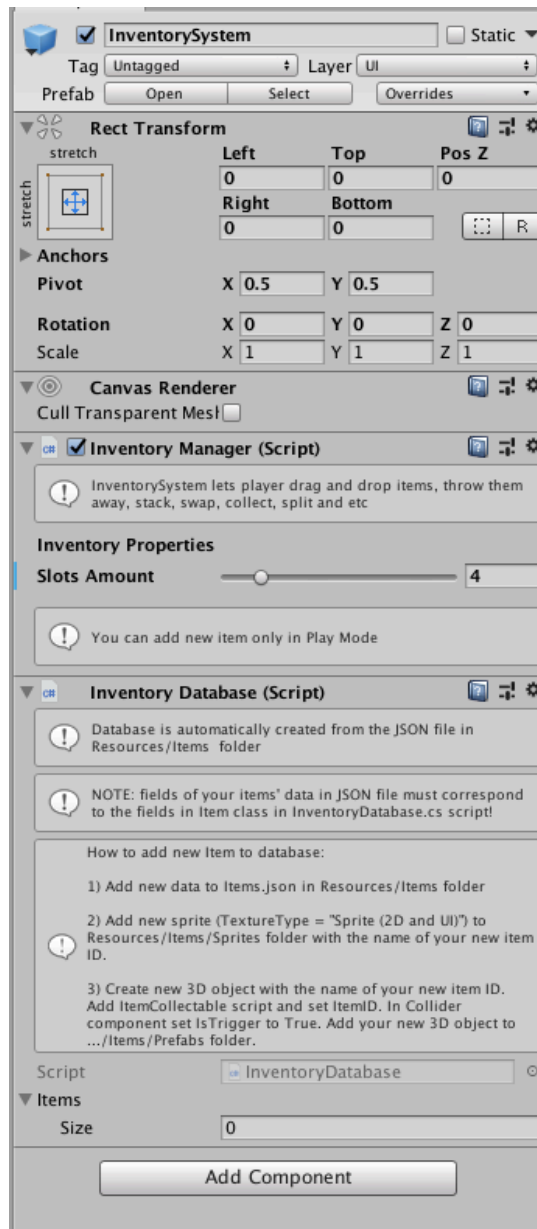 InventorySystem Static
Tag Untagged Layer UI
Prefab Open Select Overrides
Rect Transform
stretch Left Top Pos Z
stretch
0 0 0
Right Bottom
0 0 R
Anchors
Pivot X 0.5 Y 0.5
Rotation X 0 Y 0 Z 0
Scale X 1 Y 1 Z 1
Canvas Renderer
Cull Transparent Mesh
C# Inventory Manager (Script)
InventorySystem lets player drag and drop items, throw them
away, stack, swap, collect, split and etc
Inventory Properties
Slots Amount 4
You can add new item only in Play Mode
C# Inventory Database (Script)
Database is automatically created from the JSON file in
Resources/Items folder
NOTE: fields of your items' data in JSON file must correspond
to the fields in Item class in InventoryDatabase.cs script!
How to add new Item to database:
1) Add new data to Items.json in Resources/Items folder
2) Add new sprite (TextureType = "Sprite (2D and UI)") to
Resources/Items/Sprites folder with the name of your new item
ID.
3) Create new 3D object with the name of your new item ID.
Add ItemCollectable script and set ItemID. In Collider
component set IsTrigger to True. Add your new 3D object to
.../Items/Prefabs folder.
Script InventoryDatabase
Items
Size 0
Add Component